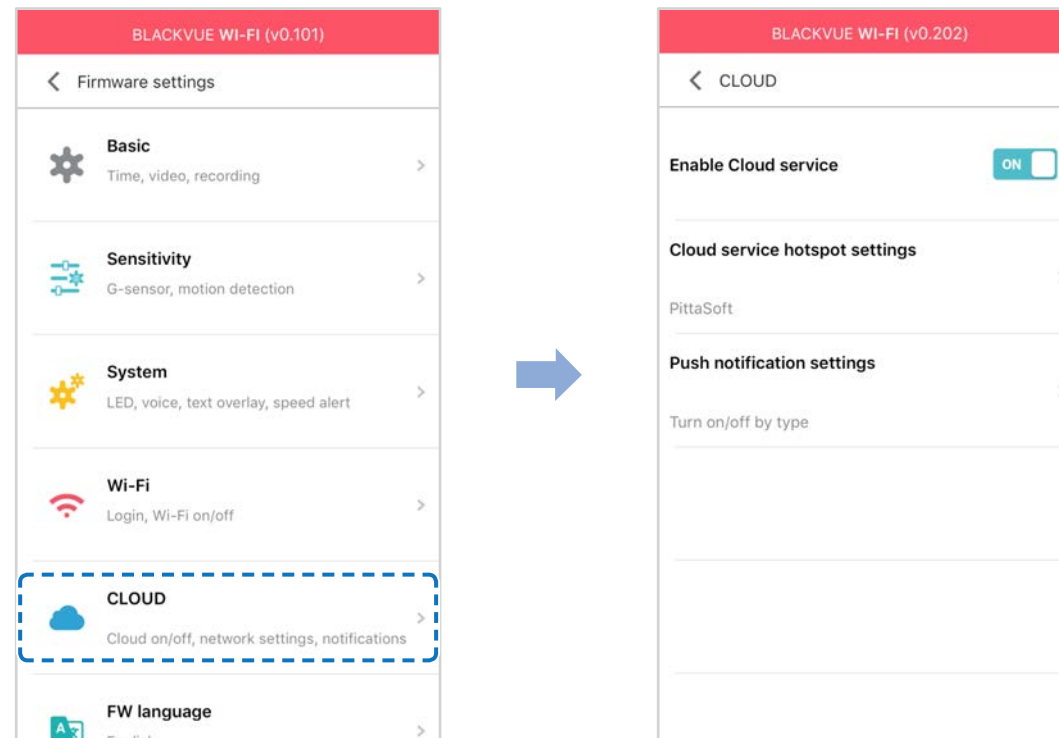 BLACKVUE WI-FI (v0.101)
Firmware settings
Basic
Time, video, recording
Sensitivity
G-sensor, motion detection
System
LED, voice, text overlay, speed alert
Wi-Fi
Login, Wi-Fi on/off
CLOUD
Cloud on/off, network settings, notifications
FW language
BLACKVUE WI-FI (v0.202)
CLOUD
Enable Cloud service
ON
Cloud service hotspot settings
PittaSoft
Push notification settings
Turn on/off by type